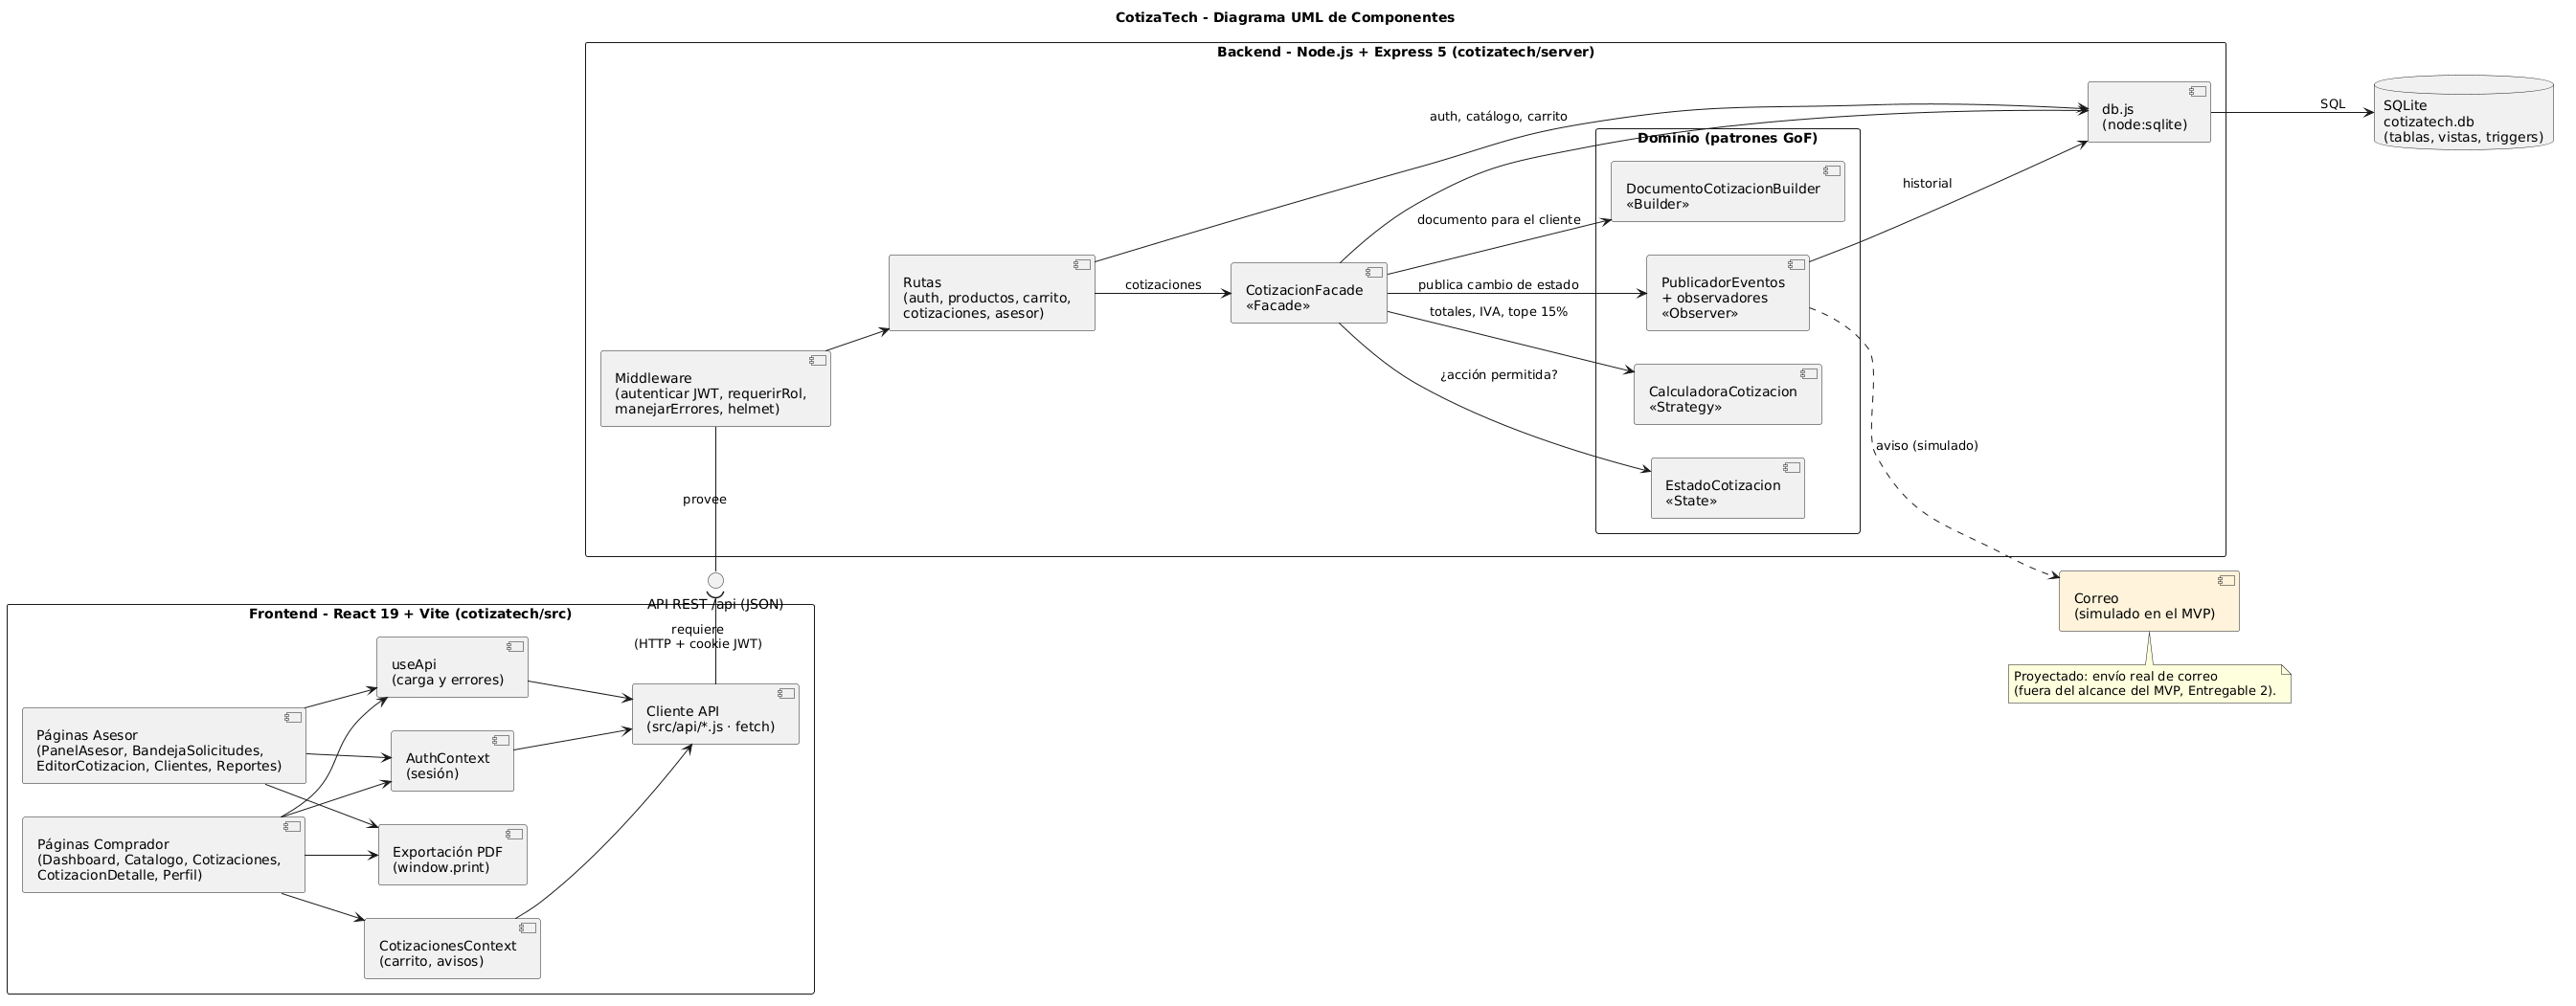 CotizaTech - Diagrama UML de Componentes
Backend - Node.js + Express 5 (cotizatech/server)
db.js
(node:sqlite)
SQL
SQLite
cotizatech.db
(tablas, vistas, triggers)
auth, catálogo, carrito
Dominio (patrones GoF)
DocumentoCotizacionBuilder
«Builder»
historial
documento para el cliente
Rutas
(auth, productos, carrito,
cotizaciones, asesor)
cotizaciones
CotizacionFacade
«Facade»
publica cambio de estado
PublicadorEventos
+ observadores
«Observer»
totales, IVA, tope 15%
Middleware
(autenticar JWT, requerirRol,
manejarErrores, helmet)
¿acción permitida?
CalculadoraCotizacion
«Strategy»
aviso (simulado)
EstadoCotizacion
«State»
provee
API REST /api (JSON)
Correo
(simulado en el MVP)
Proyectado: envío real de correo
(fuera del alcance del MVP, Entregable 2).
Frontend - React 19 + Vite (cotizatech/src)
requiere
(HTTP + cookie JWT)
useApi
(carga y errores)
Cliente API
(src/api/*.js · fetch)
Páginas Asesor
(PanelAsesor, BandejaSolicitudes,
EditorCotizacion, Clientes, Reportes)
AuthContext
(sesión)
Páginas Comprador
(Dashboard, Catalogo, Cotizaciones,
CotizacionDetalle, Perfil)
Exportación PDF
(window.print)
CotizacionesContext
(carrito, avisos)